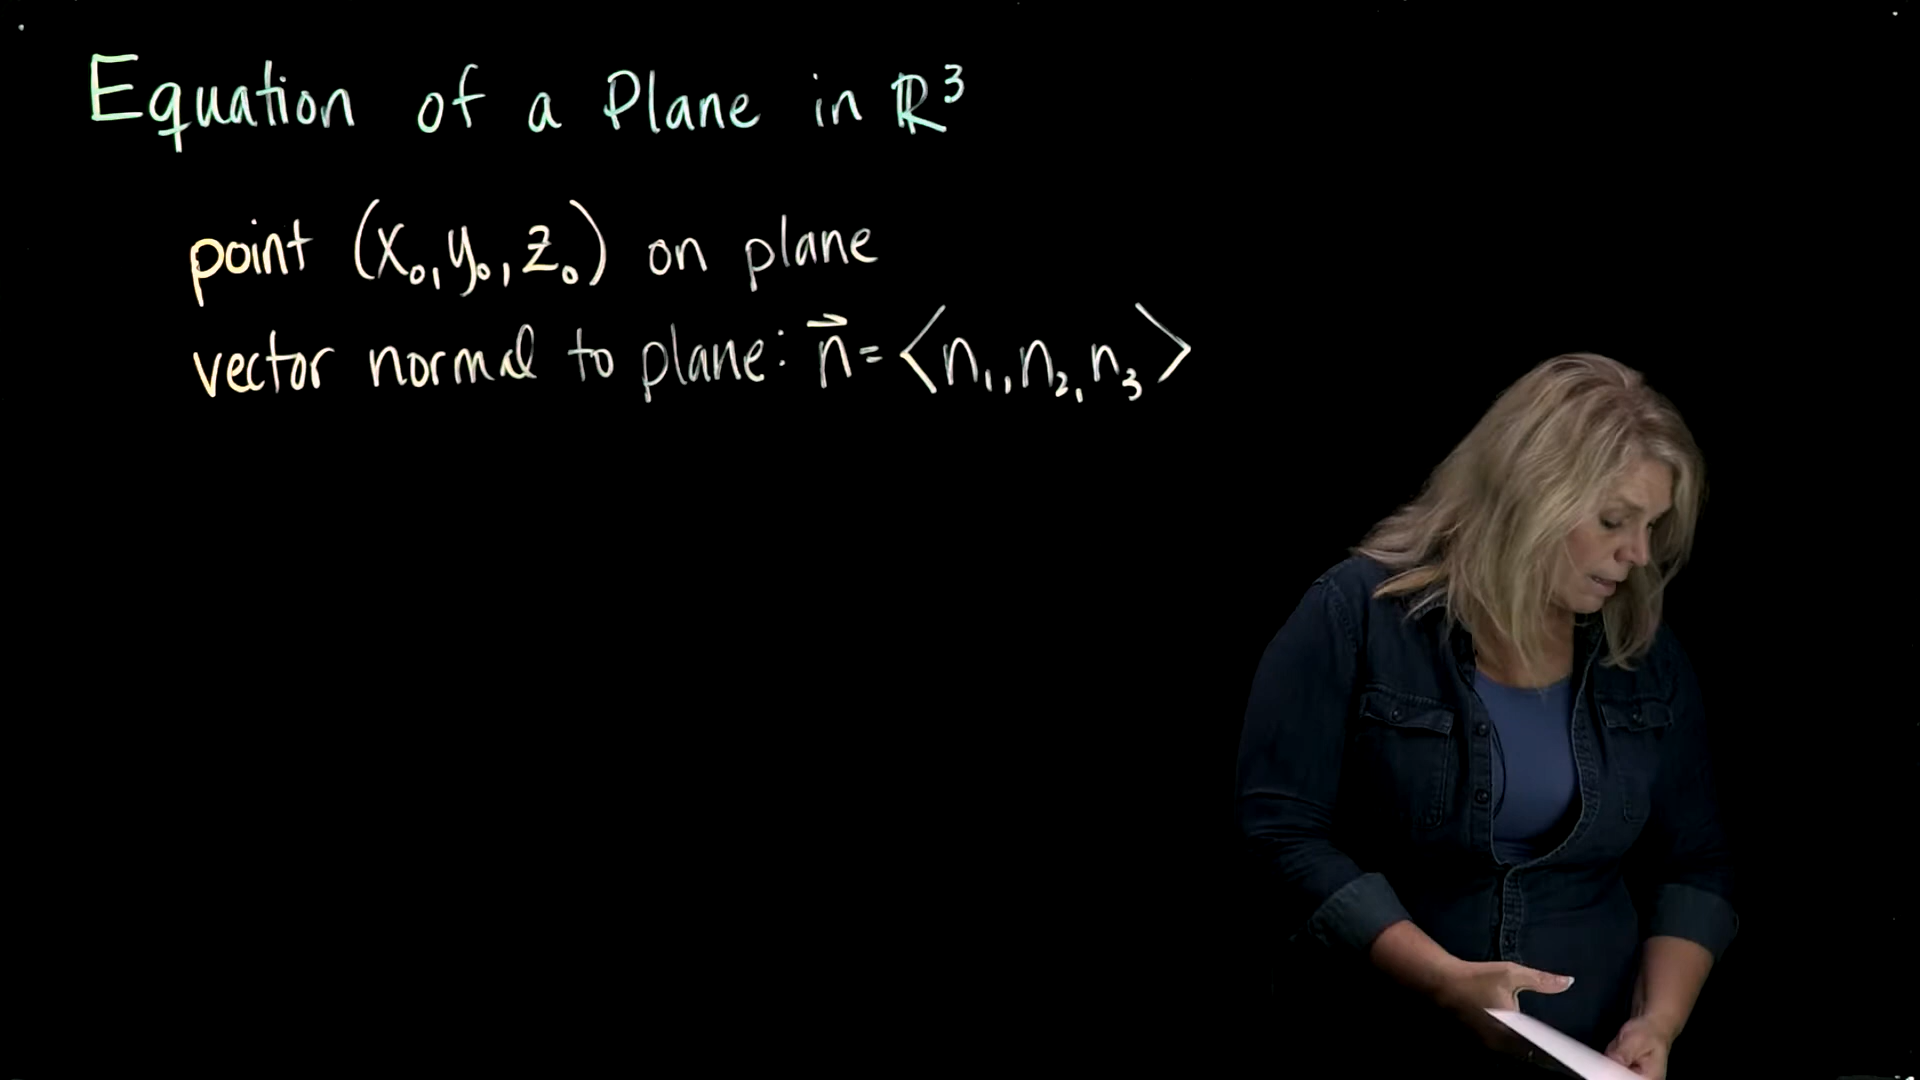 Equation of a Plane in ℝ³
point (x₀, y₀, z₀) on plane
vector normal to plane: n⃗ = ⟨n₁, n₂, n₃⟩